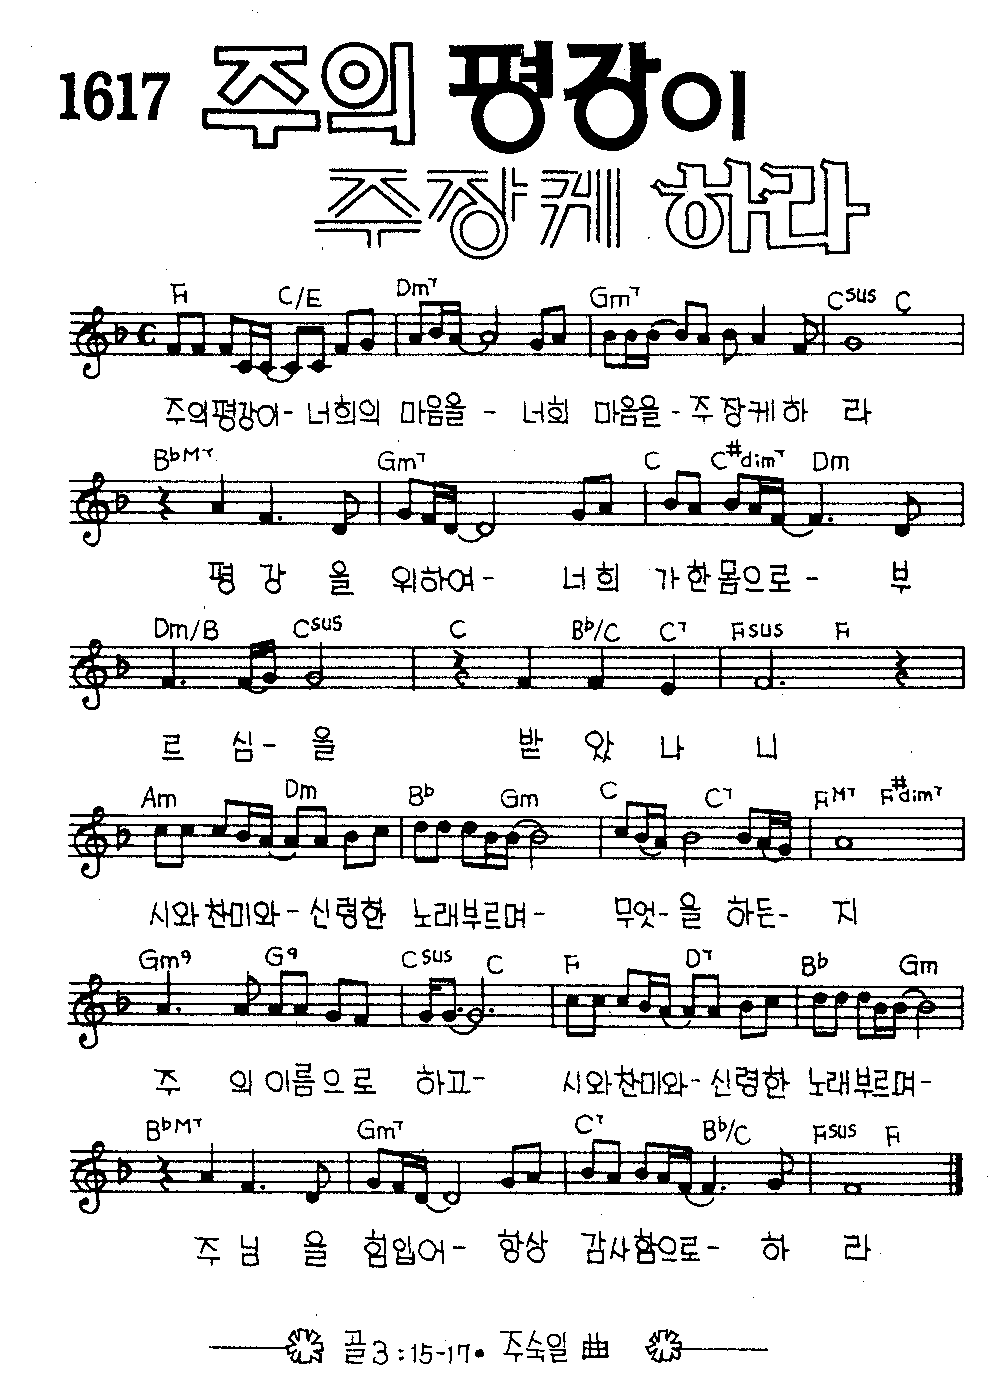 1617 주의 평강이
주장케 하라
F C/E Dm7 Gm7 Csus C
주의평강이- 너희의 마음을 - 너희 마음을 - 주장케하 라
B♭M7 Gm7 C C#dim7 Dm
평 강 을 위하여- 너희 가한몸으로 - 부
Dm/B Csus C B♭/C C7 Fsus F
르 심- 을 받 았 나 니
Am Dm B♭ Gm C C7 FM7 F#dim7
시와찬미와- 신령한 노래부르며- 무엇-을 하든- 지
Gm9 G9 Csus C F D7 B♭ Gm
주 의이름으로 하고- 시와찬미와-신령한 노래부르며-
B♭M7 Gm7 C7 B♭/C Fsus F
주 님 을 힘입어- 항상 감사함으로- 하 라
골3:15-17• 주숙일 曲